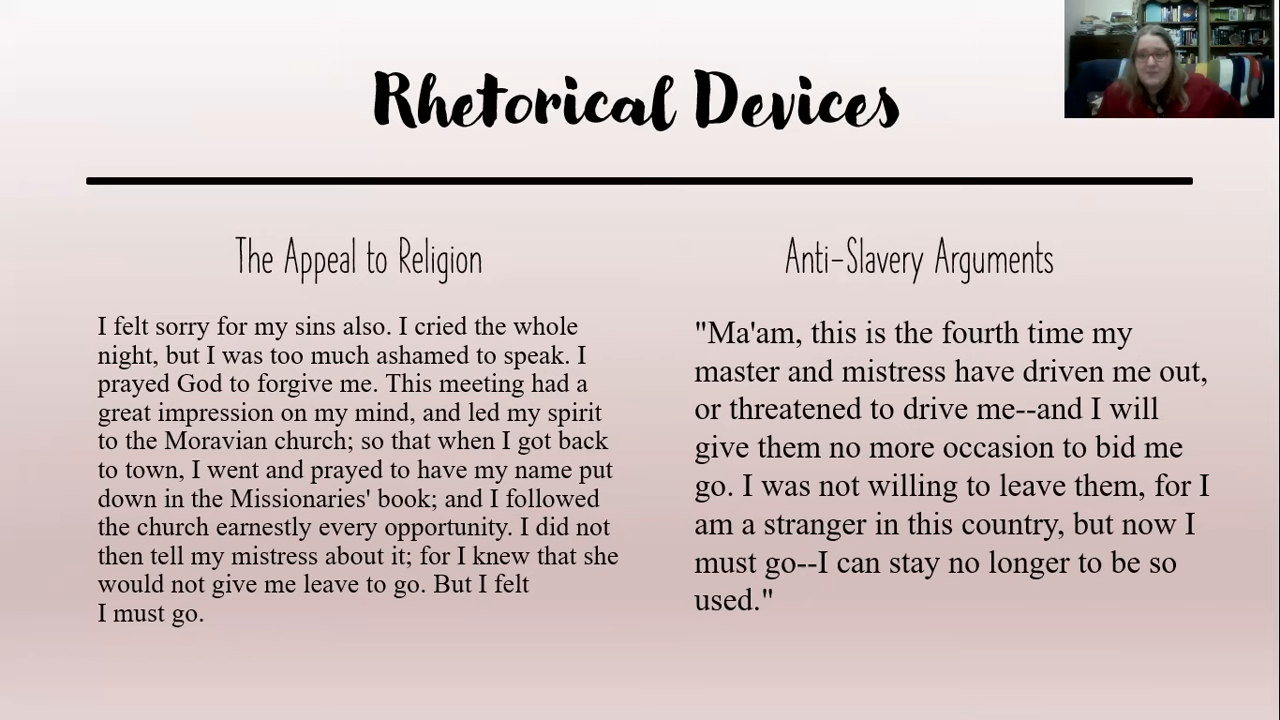 Rhetorical Devices
The Appeal to Religion
I felt sorry for my sins also. I cried the whole
night, but I was too much ashamed to speak. I
prayed God to forgive me. This meeting had a
great impression on my mind, and led my spirit
to the Moravian church; so that when I got back
to town, I went and prayed to have my name put
down in the Missionaries' book; and I followed
the church earnestly every opportunity. I did not
then tell my mistress about it; for I knew that she
would not give me leave to go. But I felt
I must go.
Anti-Slavery Arguments
"Ma'am, this is the fourth time my
master and mistress have driven me out,
or threatened to drive me--and I will
give them no more occasion to bid me
go. I was not willing to leave them, for I
am a stranger in this country, but now I
must go--I can stay no longer to be so
used."